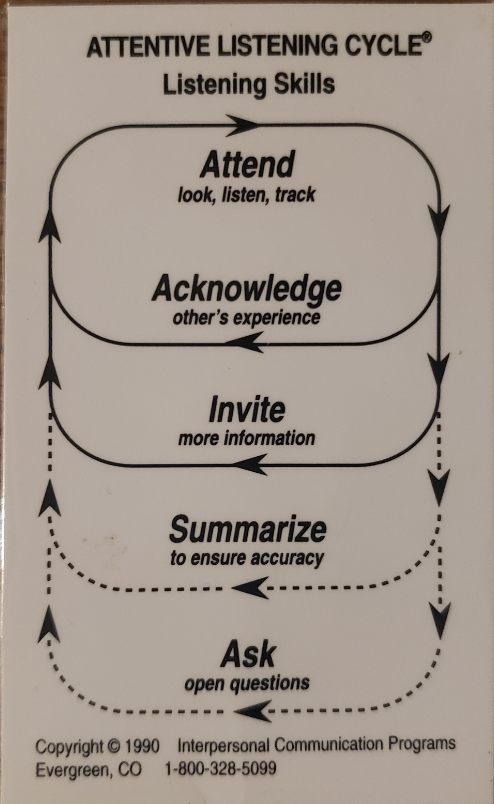 ATTENTIVE LISTENING CYCLE®
Listening Skills
Attend
look, listen, track
Acknowledge
other's experience
Invite
more information
Summarize
to ensure accuracy
Ask
open questions
Copyright © 1990 Interpersonal Communication Programs
Evergreen, CO 1-800-328-5099